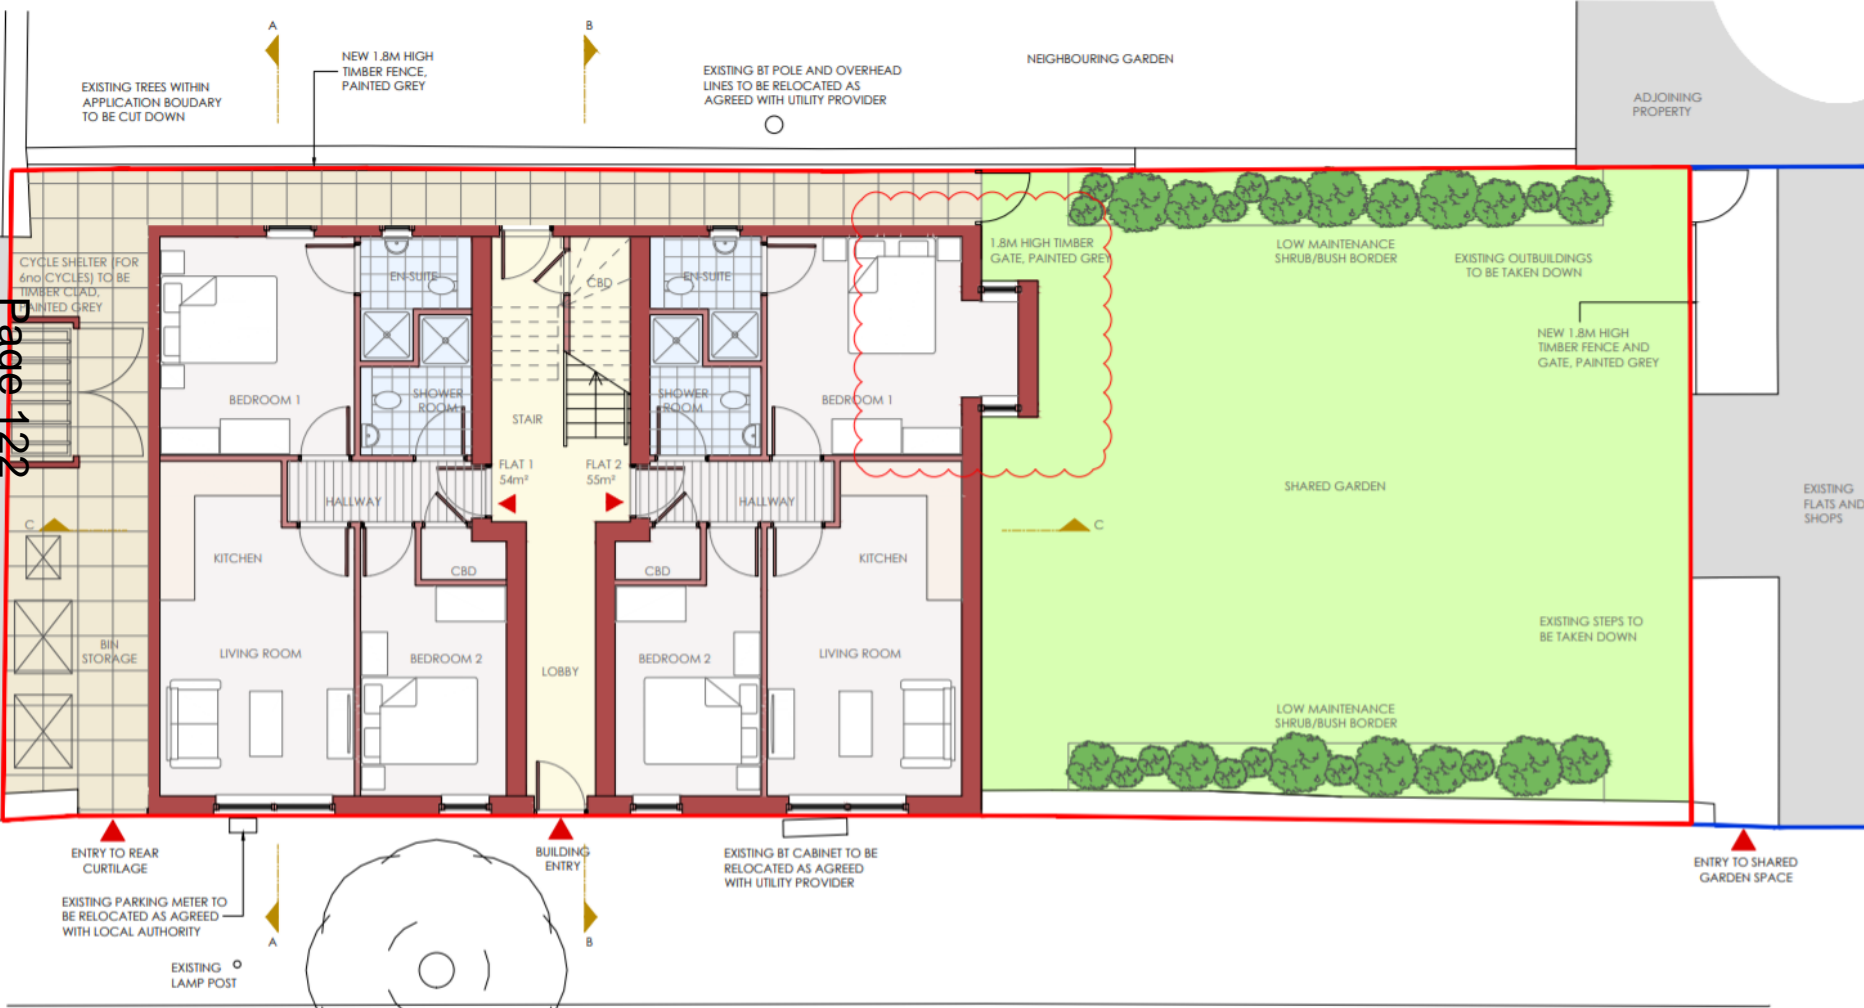 A
B
EXISTING TREES WITHIN
APPLICATION BOUDARY
TO BE CUT DOWN
NEW 1.8M HIGH
TIMBER FENCE,
PAINTED GREY
EXISTING BT POLE AND OVERHEAD
LINES TO BE RELOCATED AS
AGREED WITH UTILITY PROVIDER
NEIGHBOURING GARDEN
ADJOINING
PROPERTY
CYCLE SHELTER (FOR
6no CYCLES) TO BE
TIMBER CLAD,
PAINTED GREY
Page 122
EN-SUITE
CBD
EN-SUITE
1.8M HIGH TIMBER
GATE, PAINTED GREY
LOW MAINTENANCE
SHRUB/BUSH BORDER
EXISTING OUTBUILDINGS
TO BE TAKEN DOWN
NEW 1.8M HIGH
TIMBER FENCE AND
GATE, PAINTED GREY
BEDROOM 1
SHOWER
ROOM
STAIR
SHOWER
ROOM
BEDROOM 1
FLAT 1
54m²
FLAT 2
55m²
HALLWAY
HALLWAY
SHARED GARDEN
EXISTING
FLATS AND
SHOPS
C
C
KITCHEN
CBD
CBD
KITCHEN
BIN
STORAGE
LIVING ROOM
BEDROOM 2
LOBBY
BEDROOM 2
LIVING ROOM
EXISTING STEPS TO
BE TAKEN DOWN
LOW MAINTENANCE
SHRUB/BUSH BORDER
ENTRY TO REAR
CURTILAGE
BUILDING
ENTRY
EXISTING BT CABINET TO BE
RELOCATED AS AGREED
WITH UTILITY PROVIDER
ENTRY TO SHARED
GARDEN SPACE
EXISTING PARKING METER TO
BE RELOCATED AS AGREED
WITH LOCAL AUTHORITY
A
B
EXISTING
LAMP POST